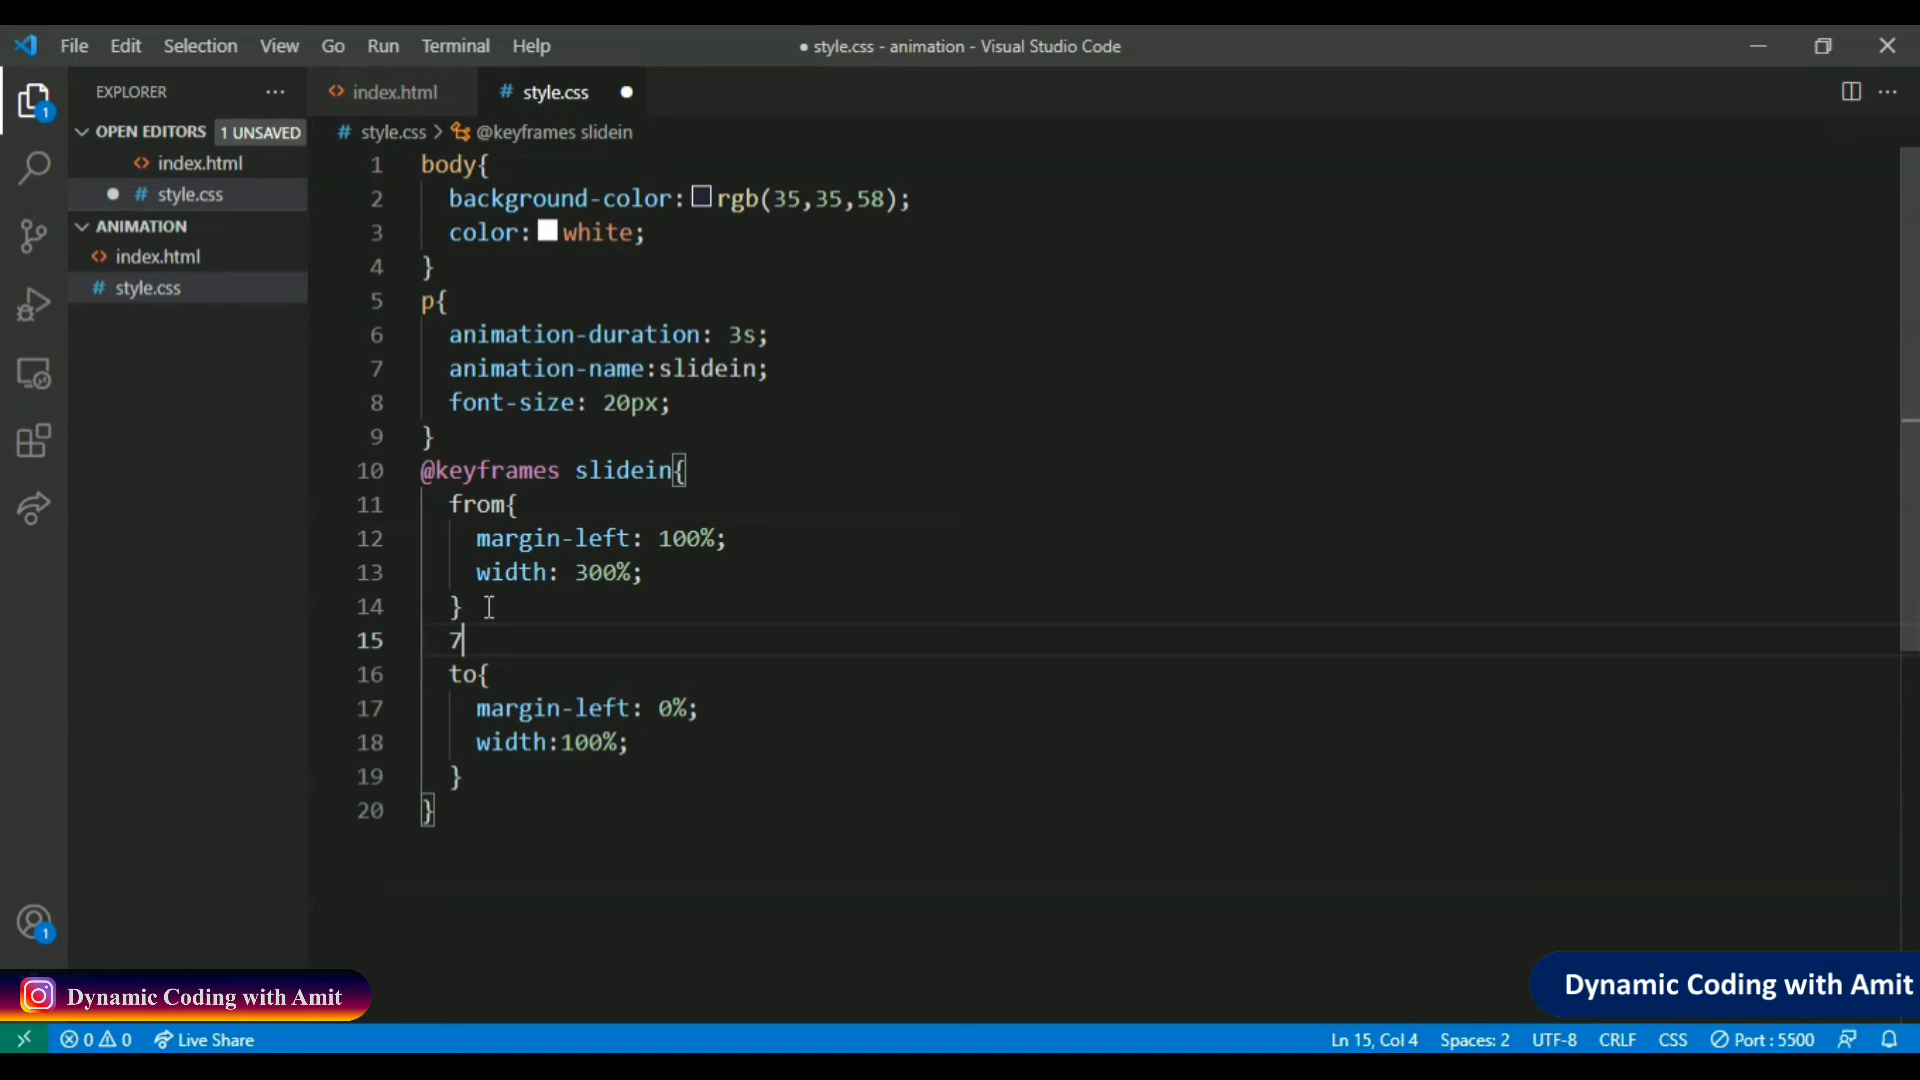 File Edit Selection View Go Run Terminal Help
● style.css - animation - Visual Studio Code
EXPLORER ···
index.html
# style.css ●
···
OPEN EDITORS 1 UNSAVED
# style.css > @keyframes slidein
index.html
● # style.css
ANIMATION
index.html
# style.css
1 body{
2 background-color: rgb(35,35,58);
3 color: white;
4 }
5 p{
6 animation-duration: 3s;
7 animation-name:slidein;
8 font-size: 20px;
9 }
10 @keyframes slidein{
11 from{
12 margin-left: 100%;
13 width: 300%;
14 }
15 7
16 to{
17 margin-left: 0%;
18 width:100%;
19 }
20 }
1
1
Dynamic Coding with Amit
Dynamic Coding with Amit
0 0 Live Share
Ln 15, Col 4 Spaces: 2 UTF-8 CRLF CSS Port : 5500